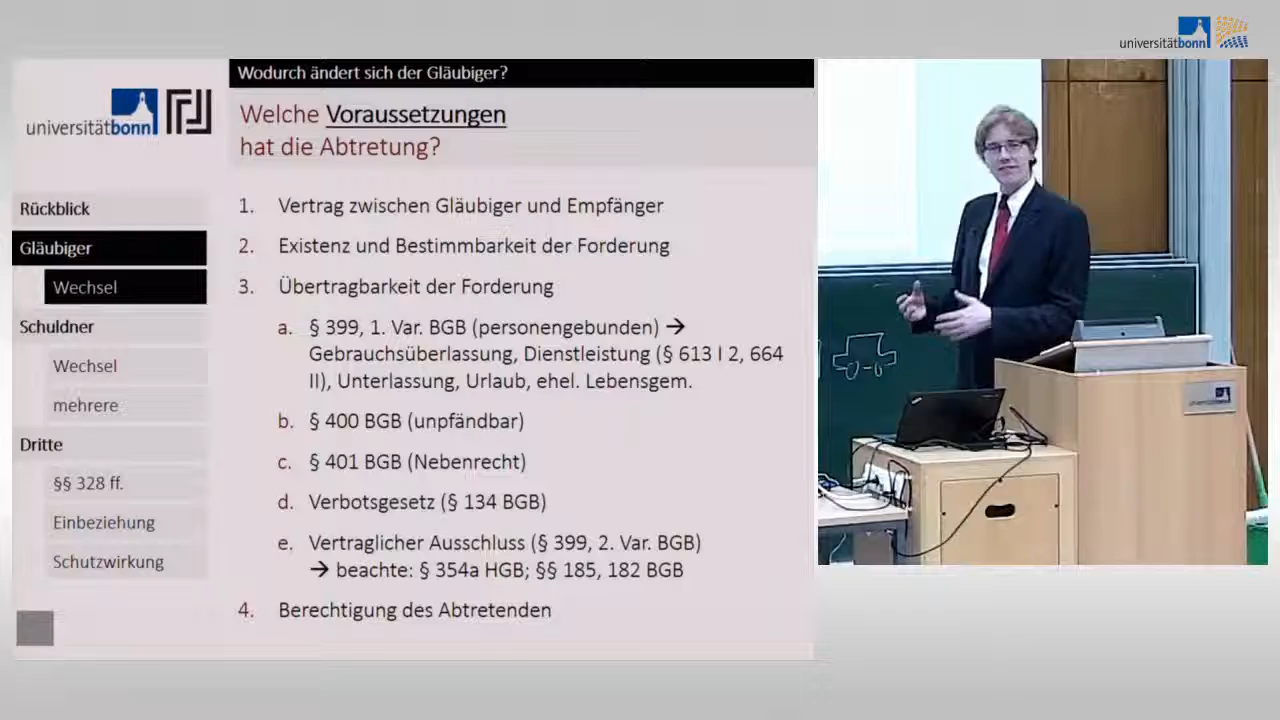 universitätbonn
Wodurch ändert sich der Gläubiger?
universitätbonn
Welche Voraussetzungen
hat die Abtretung?
Rückblick
Gläubiger
Wechsel
Schuldner
Wechsel
mehrere
Dritte
§§ 328 ff.
Einbeziehung
Schutzwirkung
1. Vertrag zwischen Gläubiger und Empfänger
2. Existenz und Bestimmbarkeit der Forderung
3. Übertragbarkeit der Forderung
a. § 399, 1. Var. BGB (personengebunden) →
Gebrauchsüberlassung, Dienstleistung (§ 613 I 2, 664
II), Unterlassung, Urlaub, ehel. Lebensgem.
b. § 400 BGB (unpfändbar)
c. § 401 BGB (Nebenrecht)
d. Verbotsgesetz (§ 134 BGB)
e. Vertraglicher Ausschluss (§ 399, 2. Var. BGB)
→ beachte: § 354a HGB; §§ 185, 182 BGB
4. Berechtigung des Abtretenden
universitätbonn